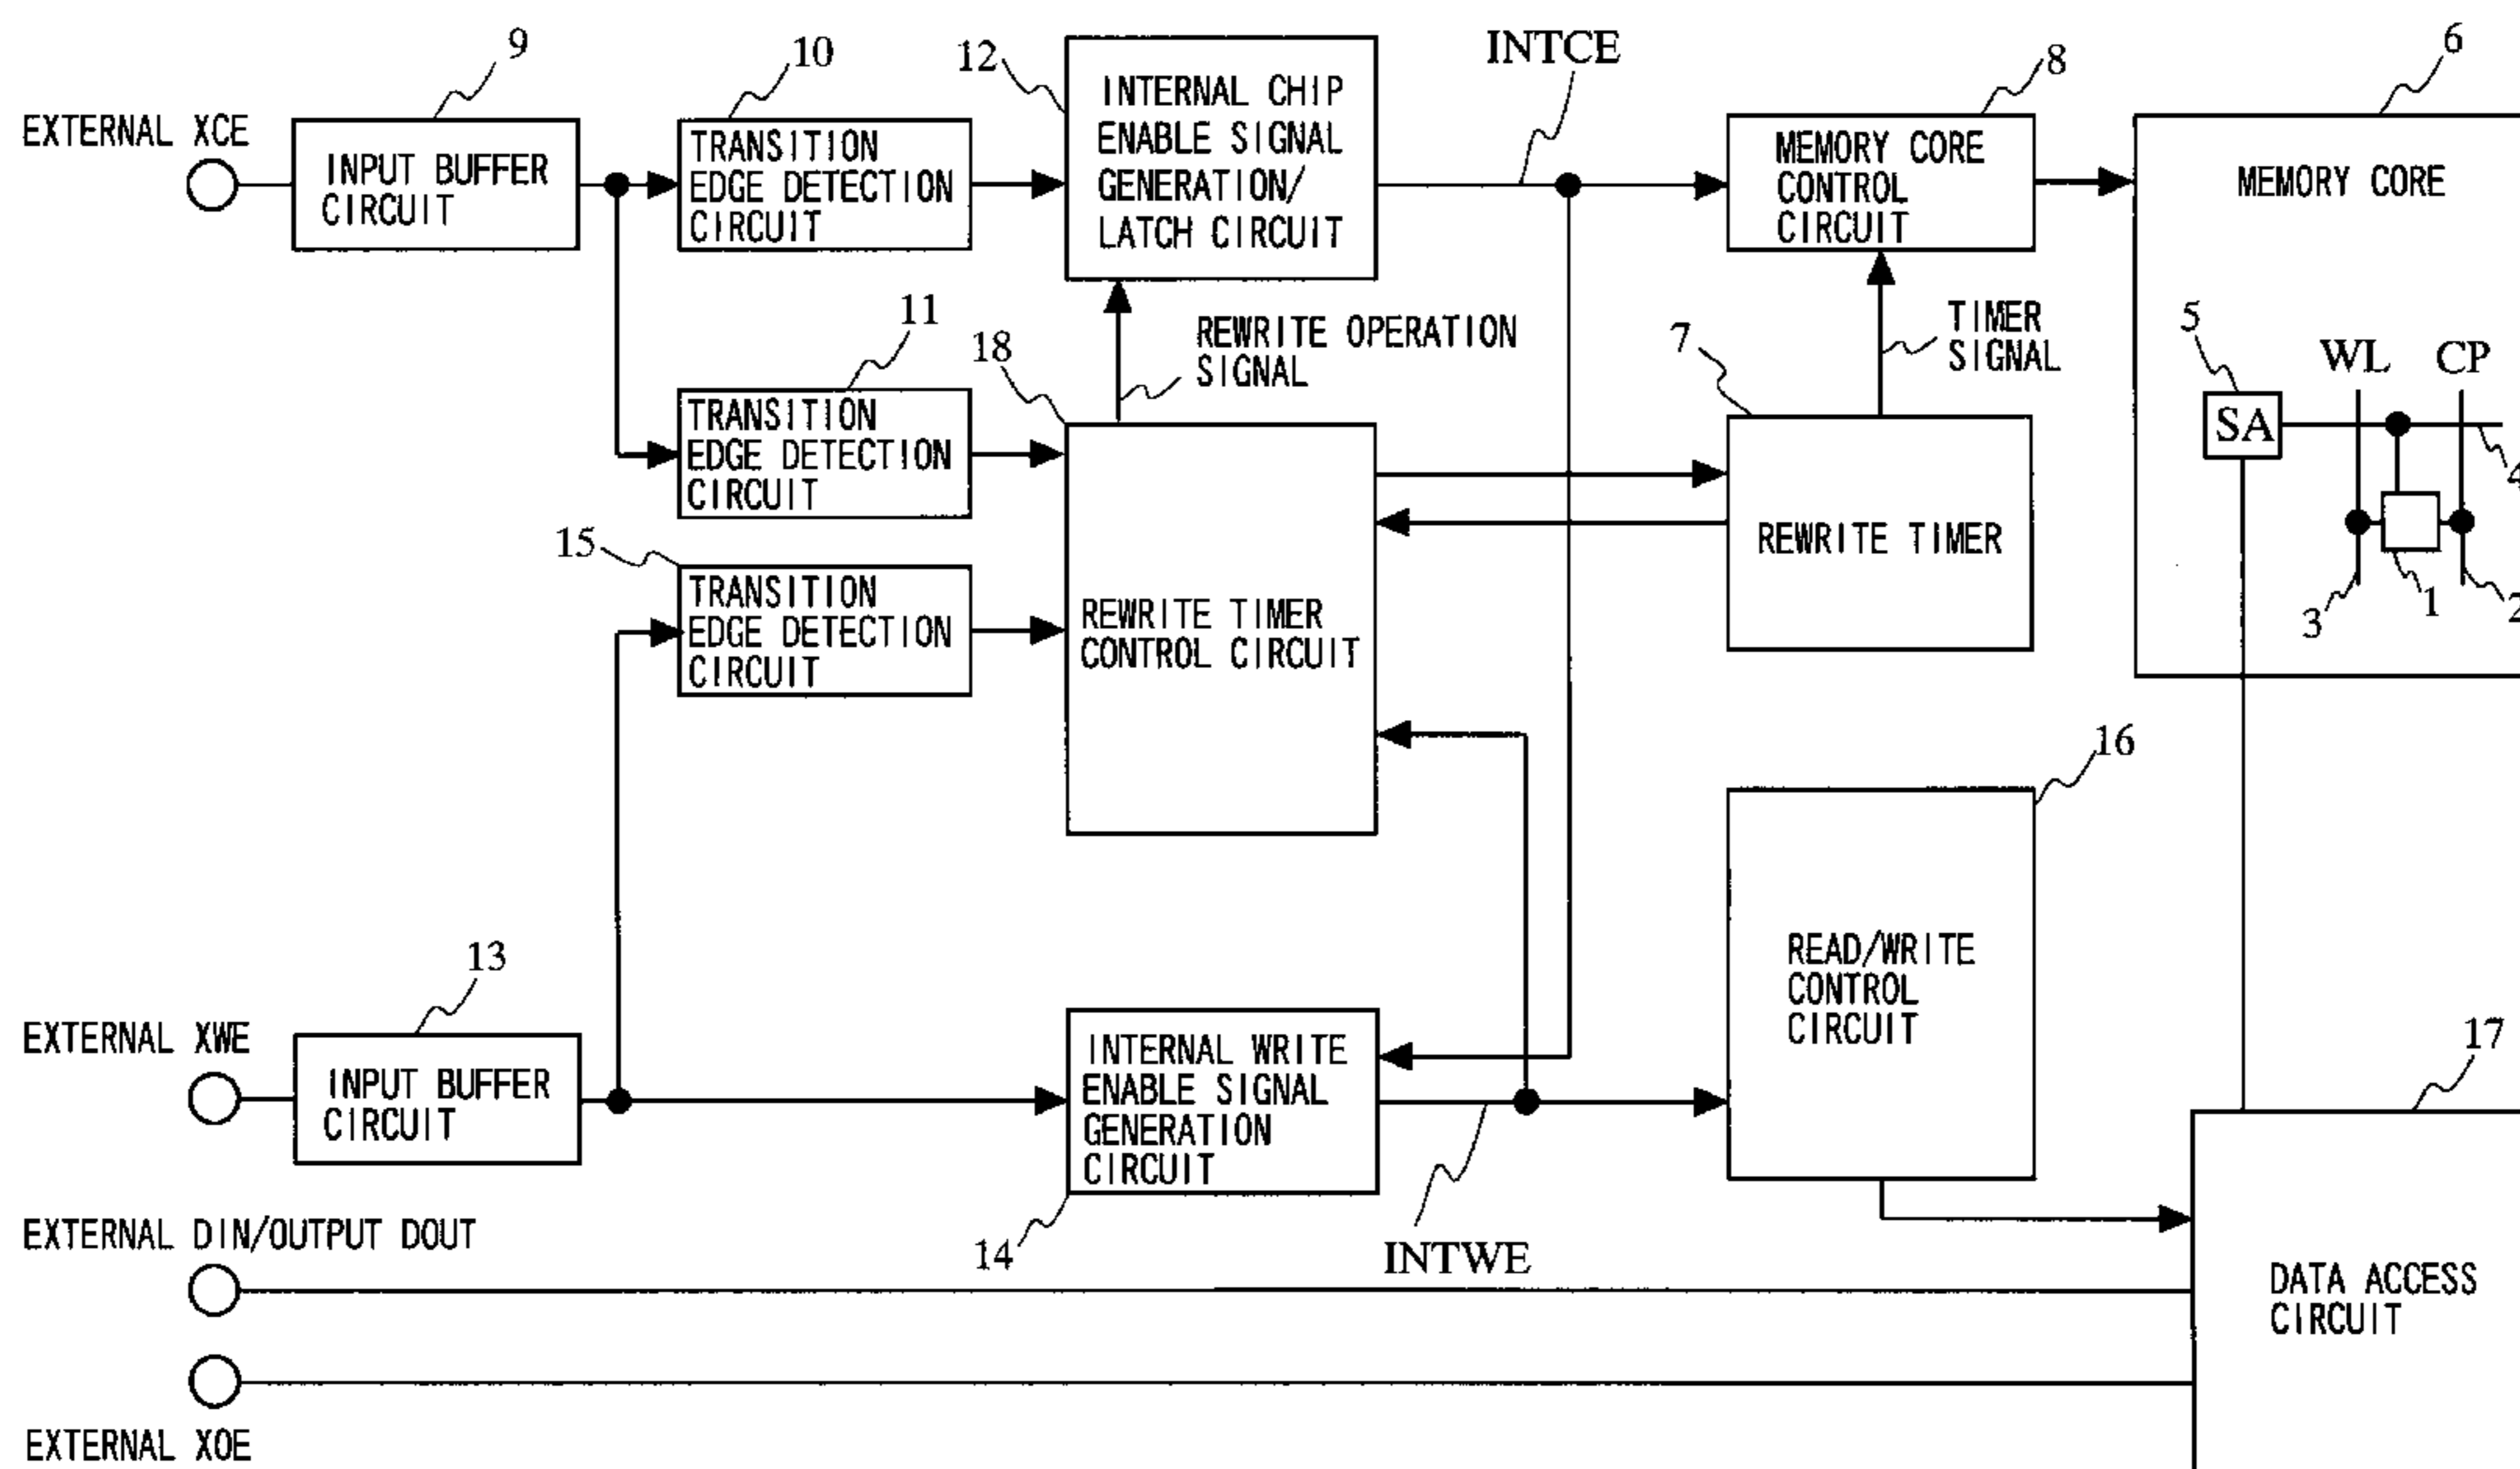 9
10
12
INTCE
8
6
EXTERNAL XCE
INPUT BUFFER
CIRCUIT
TRANSITION
EDGE DETECTION
CIRCUIT
INTERNAL CHIP
ENABLE SIGNAL
GENERATION/
LATCH CIRCUIT
MEMORY CORE
CONTROL
CIRCUIT
MEMORY CORE
11
18
REWRITE OPERATION
SIGNAL
7
TIMER
SIGNAL
5
WL
CP
SA
4
TRANSITION
EDGE DETECTION
CIRCUIT
15
TRANSITION
EDGE DETECTION
CIRCUIT
REWRITE TIMER
CONTROL CIRCUIT
REWRITE TIMER
3
1
2
16
13
EXTERNAL XWE
INPUT BUFFER
CIRCUIT
INTERNAL WRITE
ENABLE SIGNAL
GENERATION
CIRCUIT
READ/WRITE
CONTROL
CIRCUIT
17
14
INTWE
EXTERNAL DIN/OUTPUT DOUT
DATA ACCESS
CIRCUIT
EXTERNAL XOE